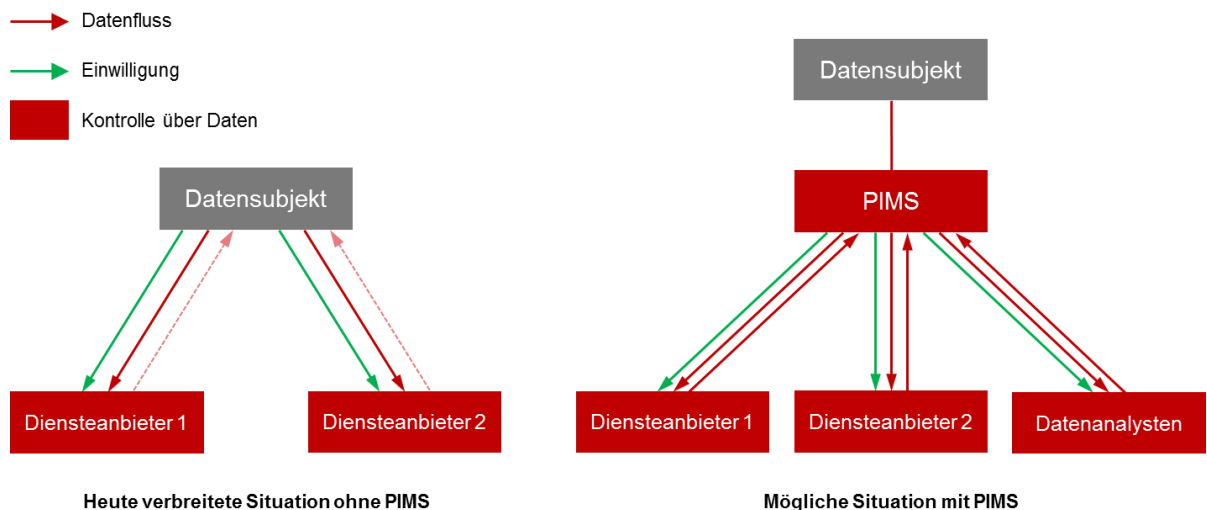 Datenfluss
Einwilligung
Kontrolle über Daten
Datensubjekt
Diensteanbieter 1
Diensteanbieter 2
Heute verbreitete Situation ohne PIMS
Datensubjekt
PIMS
Diensteanbieter 1
Diensteanbieter 2
Datenanalysten
Mögliche Situation mit PIMS